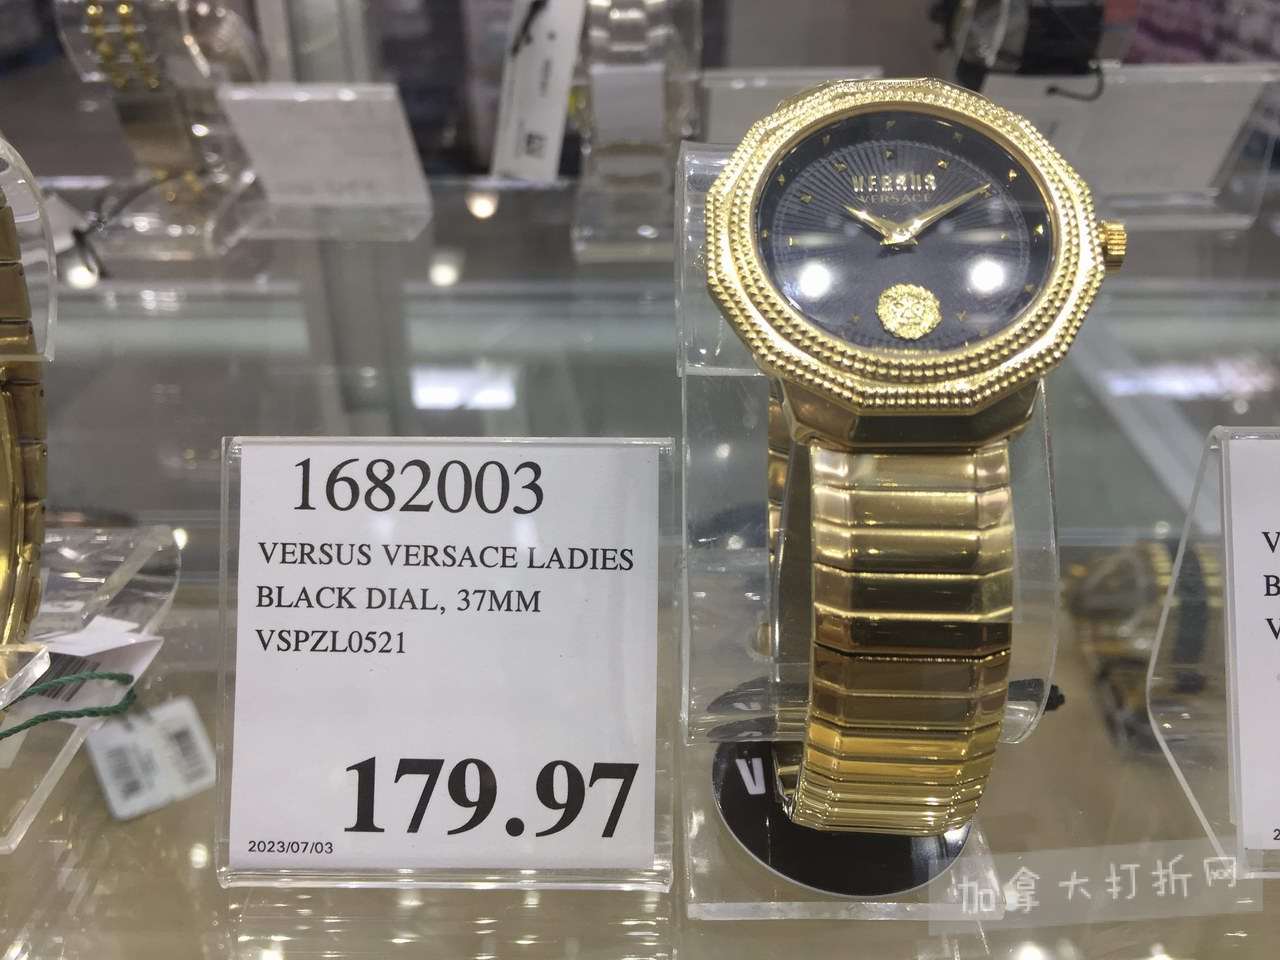 VERSUS
VERSACE
1682003
VERSUS VERSACE LADIES
BLACK DIAL, 37MM
VSPZL0521
179.97
2023/07/03
V
V
B
V
2
加拿大打折网